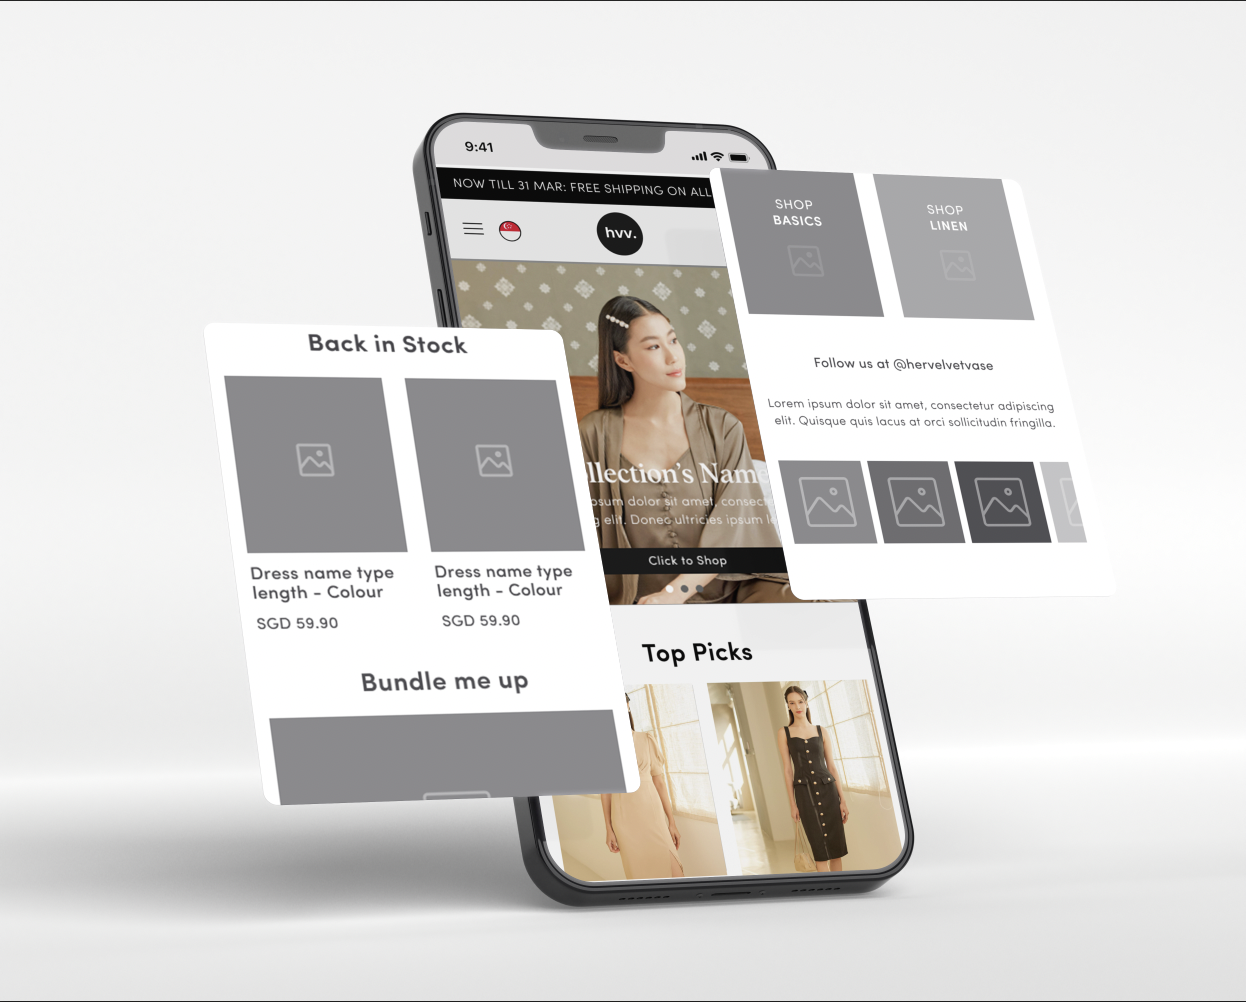 9:41
NOW TILL 31 MAR: FREE SHIPPING ON ALL
hvv.
SHOP
BASICS
SHOP
LINEN
Follow us at @hervelvetvase
Lorem ipsum dolor sit amet, consectetur adipiscing
elit. Quisque quis lacus at orci sollicitudin fringilla.
Back in Stock
Dress name type
length - Colour
SGD 59.90
Dress name type
length - Colour
SGD 59.90
Bundle me up
Name
dolor sit amet,
elit. Donec ultricies ipsum
Click to Shop
Top Picks